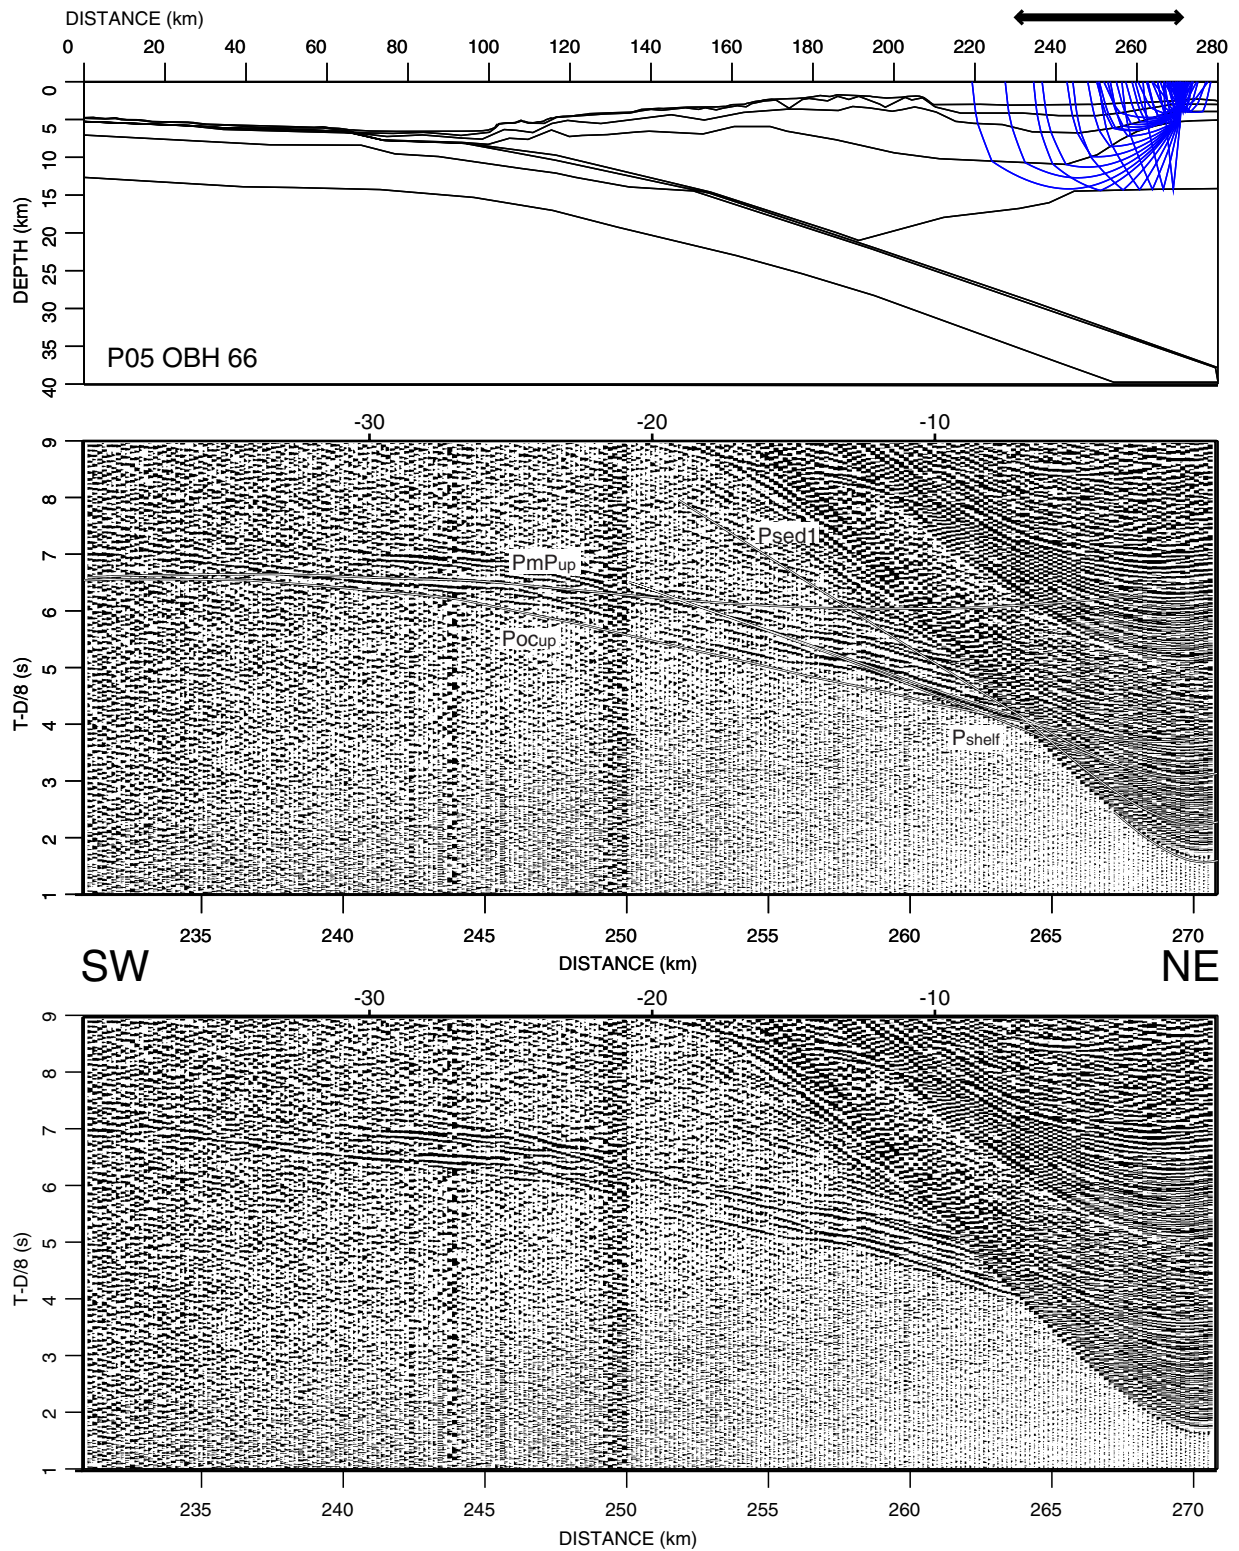 DISTANCE (km)
0 20 40 60 80 100 120 140 160 180 200 220 240 260 280
0
5
10
15
20
25
30
35
40
DEPTH (km)
P05 OBH 66
-30 -20 -10
9
8
7
6
5
4
3
2
1
T-D/8 (s)
Psed1
PmPup
Pocup
Pshelf
235 240 245 250 255 260 265 270
DISTANCE (km)
SW NE
-30 -20 -10
9
8
7
6
5
4
3
2
1
T-D/8 (s)
235 240 245 250 255 260 265 270
DISTANCE (km)